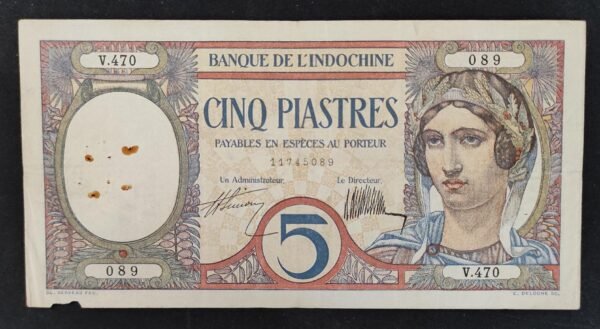 V.470
BANQUE DE L'INDOCHINE
089
CINQ PIASTRES
PAYABLES EN ESPÈCES AU PORTEUR
11745089
Un Administrateur.
Le Directeur.
5
089
V.470